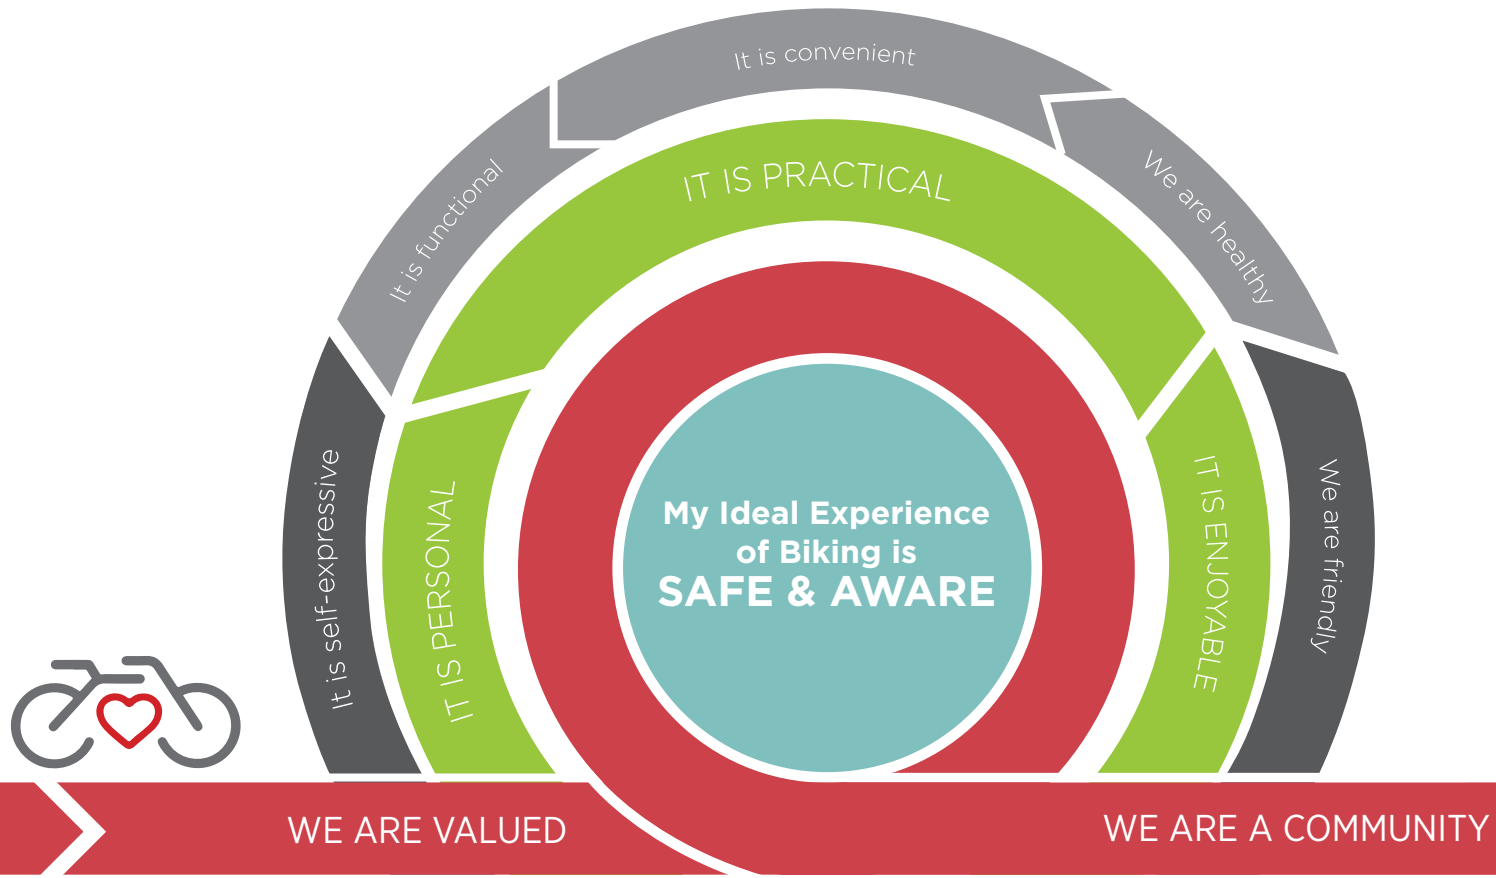 It is convenient
It is functional
We are healthy
IT IS PRACTICAL
It is self-expressive
IT IS PERSONAL
My Ideal Experience
of Biking is
SAFE & AWARE
IT IS ENJOYABLE
We are friendly
WE ARE VALUED
WE ARE A COMMUNITY